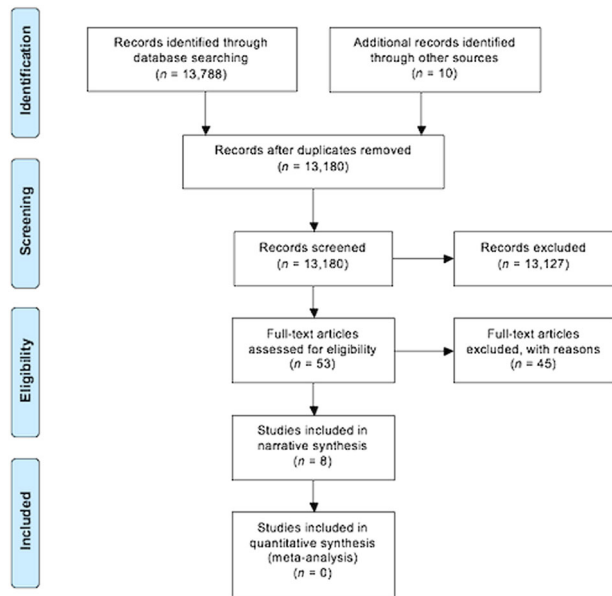 Identification
Records identified through
database searching
(n = 13,788)
Additional records identified
through other sources
(n = 10)
Records after duplicates removed
(n = 13,180)
Screening
Records screened
(n = 13,180)
Records excluded
(n = 13,127)
Eligibility
Full-text articles
assessed for eligibility
(n = 53)
Full-text articles
excluded, with reasons
(n = 45)
Studies included in
narrative synthesis
(n = 8)
Included
Studies included in
quantitative synthesis
(meta-analysis)
(n = 0)